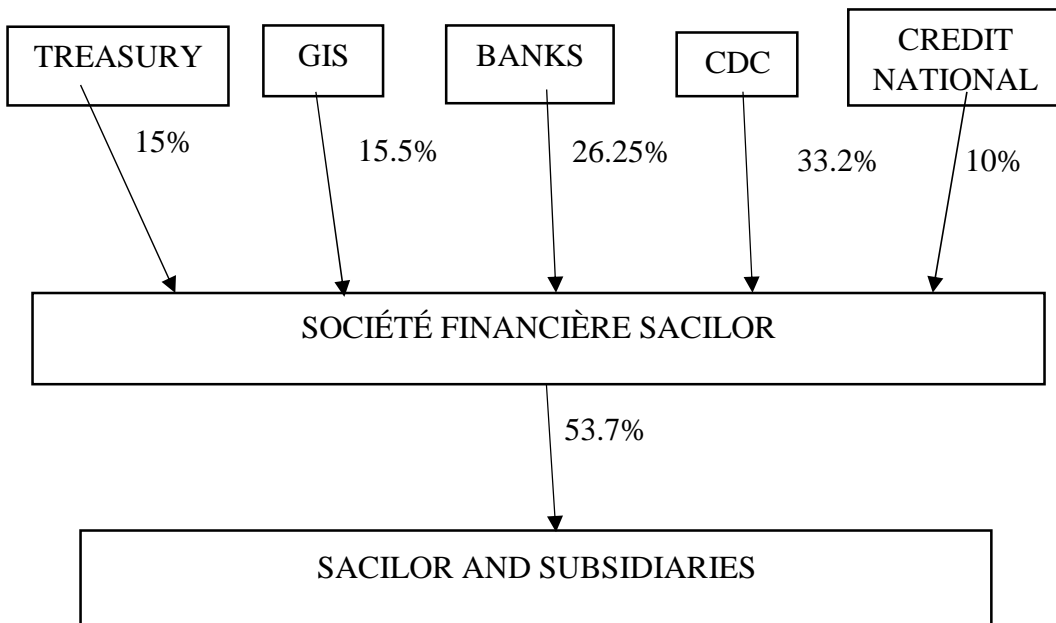 TREASURY
GIS
BANKS
CDC
CREDIT
NATIONAL
15%
15.5%
26.25%
33.2%
10%
SOCIÉTÉ FINANCIÈRE SACILOR
53.7%
SACILOR AND SUBSIDIARIES